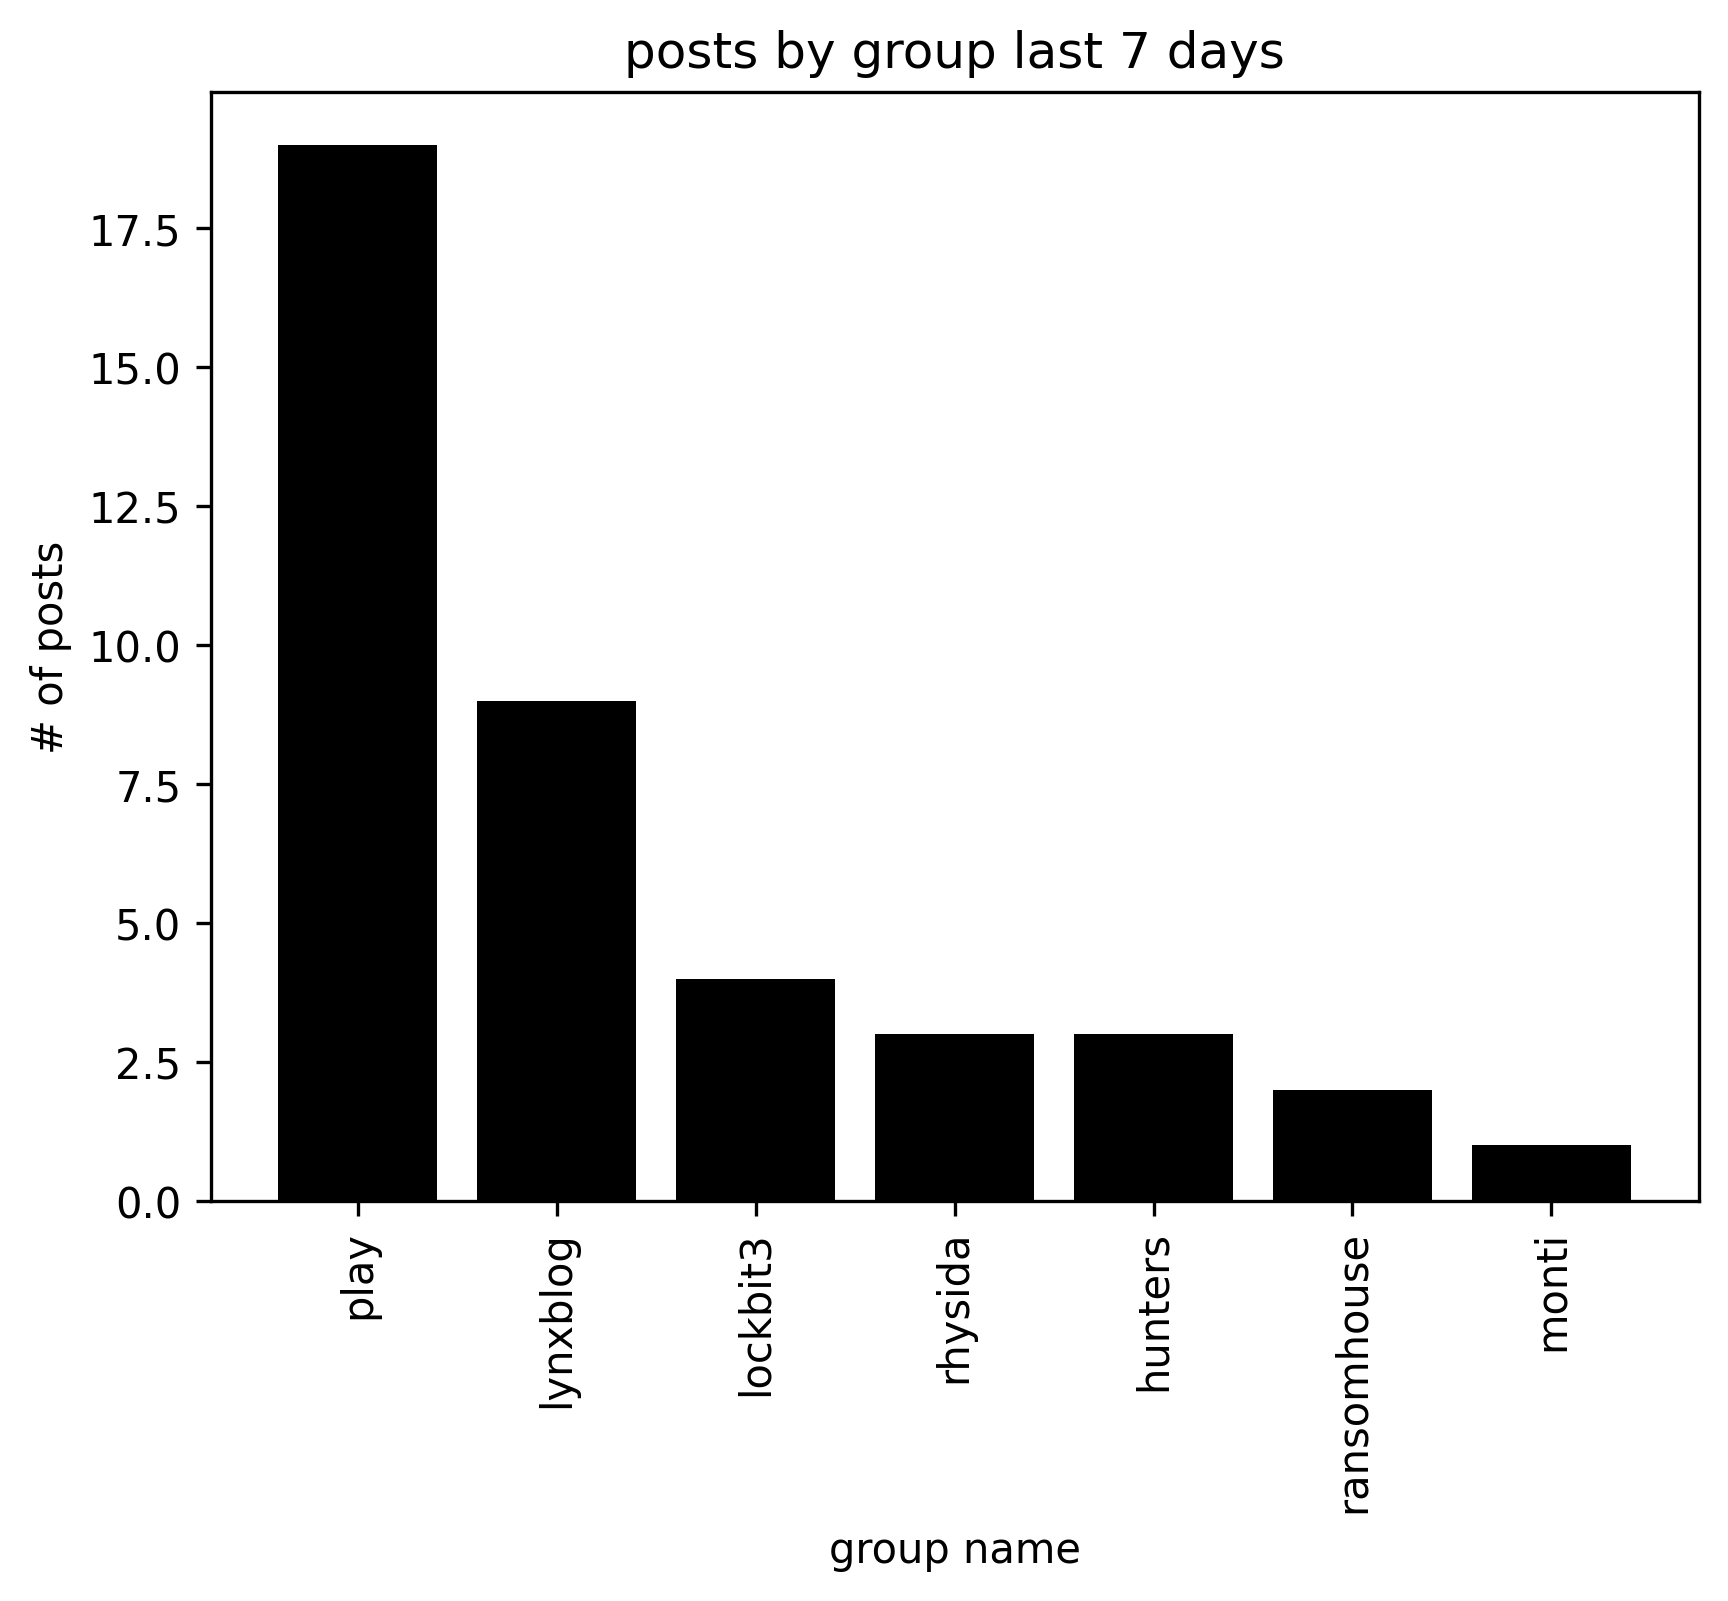 posts by group last 7 days
# of posts
17.5
15.0
12.5
10.0
7.5
5.0
2.5
0.0
play
lynxblog
lockbit3
rhysida
hunters
ransomhouse
monti
group name